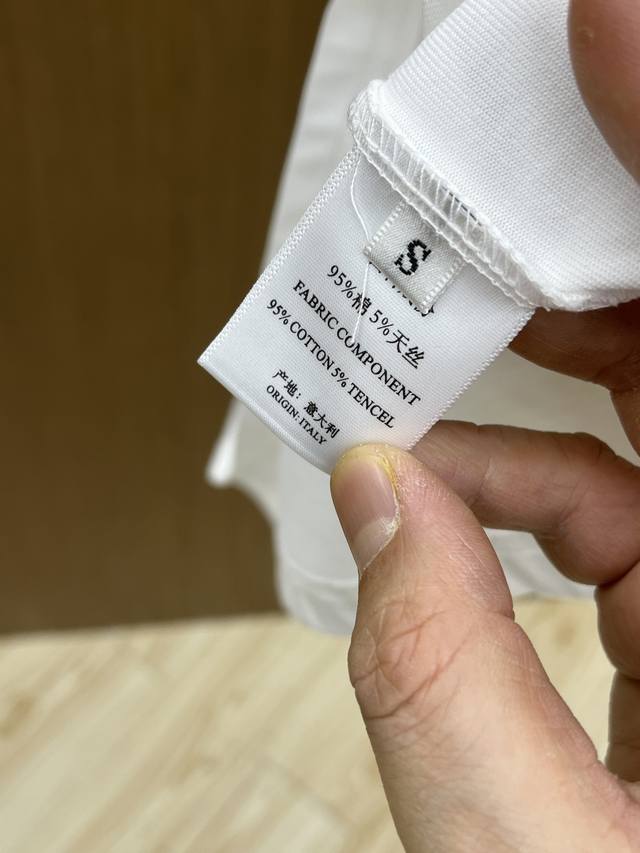 S
95%棉 5%天丝
FABRIC COMPONENT
95% COTTON 5% TENCEL
产地：意大利
ORIGIN: ITALY